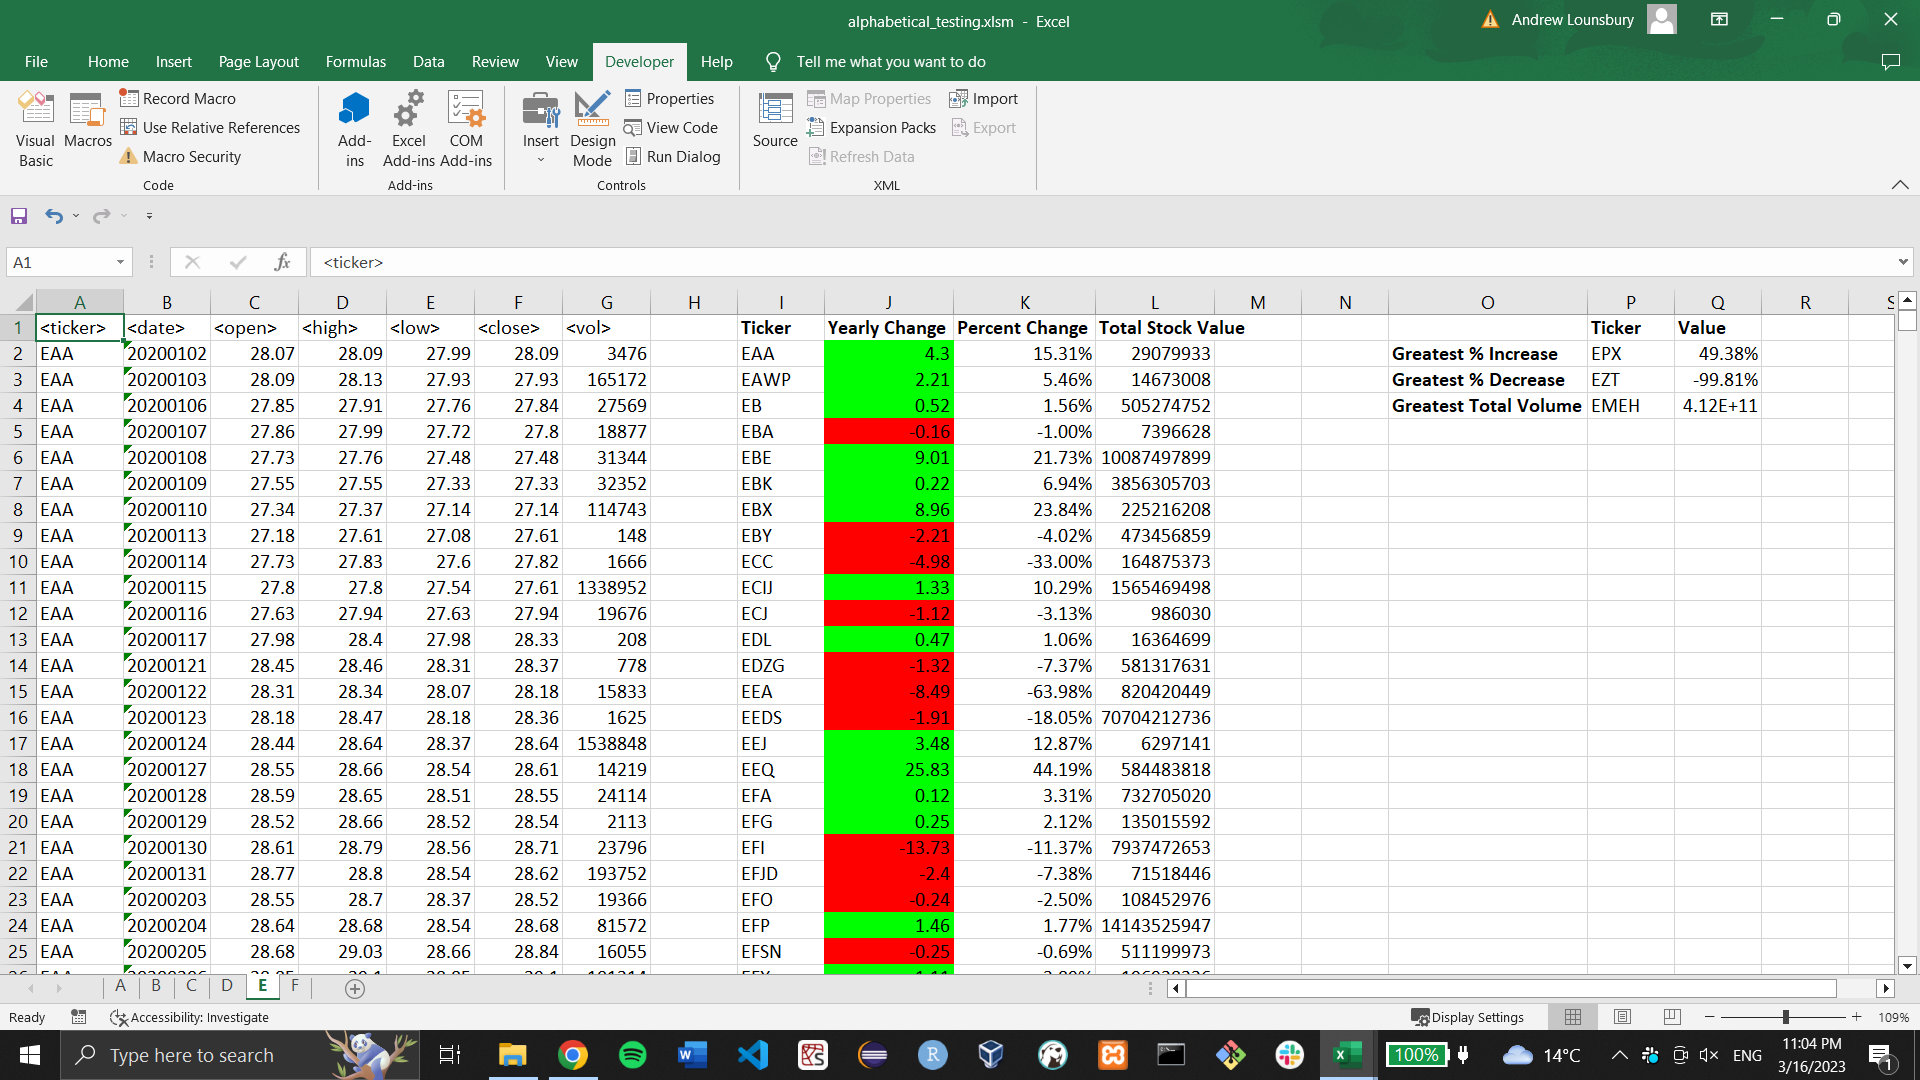 alphabetical_testing.xlsm - Excel
Andrew Lounsbury
File Home Insert Page Layout Formulas Data Review View Developer Help Tell me what you want to do
Visual Basic
Macros
Record Macro
Use Relative References
Macro Security
Code
Add-ins
Excel Add-ins
COM Add-ins
Add-ins
Insert
Design Mode
Properties
View Code
Run Dialog
Controls
Source
Map Properties
Expansion Packs
Refresh Data
Import
Export
XML
A1 fx <ticker>
A B C D E F G H I J K L M N O P Q R S
1 <ticker> <date> <open> <high> <low> <close> <vol> Ticker Yearly Change Percent Change Total Stock Value Ticker Value
2 EAA 20200102 28.07 28.09 27.99 28.09 3476 EAA 4.3 15.31% 29079933 Greatest % Increase EPX 49.38%
3 EAA 20200103 28.09 28.13 27.93 27.93 165172 EAWP 2.21 5.46% 14673008 Greatest % Decrease EZT -99.81%
4 EAA 20200106 27.85 27.91 27.76 27.84 27569 EB 0.52 1.56% 505274752 Greatest Total Volume EMEH 4.12E+11
5 EAA 20200107 27.86 27.99 27.72 27.8 18877 EBA -0.16 -1.00% 7396628
6 EAA 20200108 27.73 27.76 27.48 27.48 31344 EBE 9.01 21.73% 10087497899
7 EAA 20200109 27.55 27.55 27.33 27.33 32352 EBK 0.22 6.94% 3856305703
8 EAA 20200110 27.34 27.37 27.14 27.14 114743 EBX 8.96 23.84% 225216208
9 EAA 20200113 27.18 27.61 27.08 27.61 148 EBY -2.21 -4.02% 473456859
10 EAA 20200114 27.73 27.83 27.6 27.82 1666 ECC -4.98 -33.00% 164875373
11 EAA 20200115 27.8 27.8 27.54 27.61 1338952 ECIJ 1.33 10.29% 1565469498
12 EAA 20200116 27.63 27.94 27.63 27.94 19676 ECJ -1.12 -3.13% 986030
13 EAA 20200117 27.98 28.4 27.98 28.33 208 EDL 0.47 1.06% 16364699
14 EAA 20200121 28.45 28.46 28.31 28.37 778 EDZG -1.32 -7.37% 581317631
15 EAA 20200122 28.31 28.34 28.07 28.18 15833 EEA -8.49 -63.98% 820420449
16 EAA 20200123 28.18 28.47 28.18 28.36 1625 EEDS -1.91 -18.05% 70704212736
17 EAA 20200124 28.44 28.64 28.37 28.64 1538848 EEJ 3.48 12.87% 6297141
18 EAA 20200127 28.55 28.66 28.54 28.61 14219 EEQ 25.83 44.19% 584483818
19 EAA 20200128 28.59 28.65 28.51 28.55 24114 EFA 0.12 3.31% 732705020
20 EAA 20200129 28.52 28.66 28.52 28.54 2113 EFG 0.25 2.12% 135015592
21 EAA 20200130 28.61 28.79 28.56 28.71 23796 EFI -13.73 -11.37% 7937472653
22 EAA 20200131 28.77 28.8 28.54 28.62 193752 EFJD -2.4 -7.38% 71518446
23 EAA 20200203 28.55 28.7 28.37 28.52 19366 EFO -0.24 -2.50% 108452976
24 EAA 20200204 28.64 28.68 28.54 28.68 81572 EFP 1.46 1.77% 14143525947
25 EAA 20200205 28.68 29.03 28.66 28.84 16055 EFSN -0.25 -0.69% 511199973
A B C D E F
Ready Accessibility: Investigate Display Settings 109%
Type here to search 100% 14°C ENG 11:04 PM
3/16/2023 1